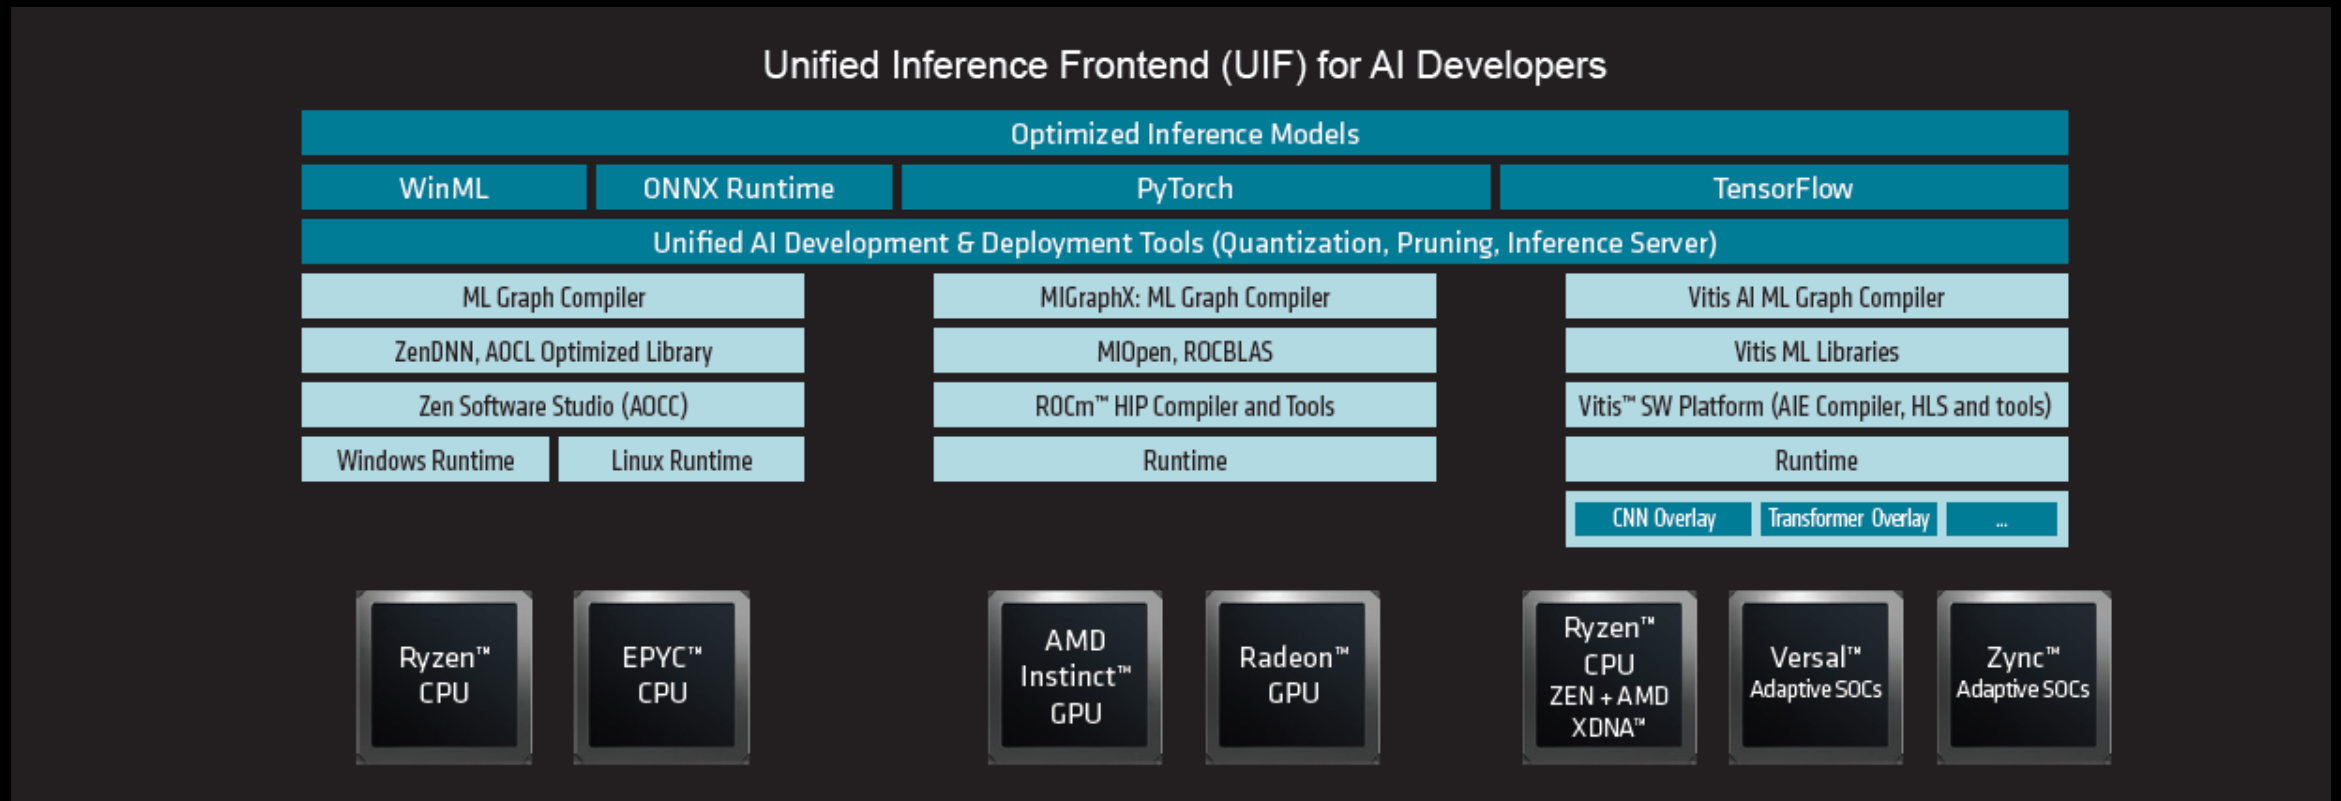 Unified Inference Frontend (UIF) for AI Developers
Optimized Inference Models
WinML
ONNX Runtime
PyTorch
TensorFlow
Unified AI Development & Deployment Tools (Quantization, Pruning, Inference Server)
ML Graph Compiler
ZenDNN, AOCL Optimized Library
Zen Software Studio (AOCC)
Windows Runtime
Linux Runtime
MIGraphX: ML Graph Compiler
MIOpen, ROCBLAS
ROCm™ HIP Compiler and Tools
Runtime
Vitis AI ML Graph Compiler
Vitis ML Libraries
Vitis™ SW Platform (AIE Compiler, HLS and tools)
Runtime
CNN Overlay
Transformer Overlay
...
Ryzen™
CPU
EPYC™
CPU
AMD
Instinct™
GPU
Radeon™
GPU
Ryzen™
CPU
ZEN + AMD
XDNA™
Versal™
Adaptive SOCs
Zync™
Adaptive SOCs